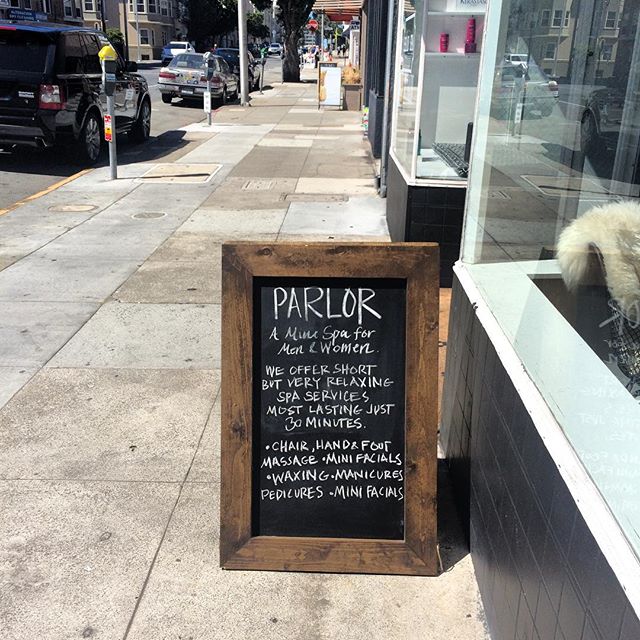 KERASTASE
PARLOR
A Mini Spa for
Men & Women.
WE OFFER SHORT
BUT VERY RELAXING
SPA SERVICES
MOST LASTING JUST
30 MINUTES.
• CHAIR, HAND & FOOT
MASSAGE • MINI FACIALS
• WAXING • MANICURES
PEDICURES • MINI FACIALS